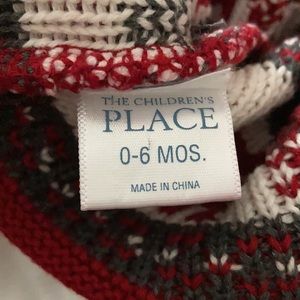 THE CHILDREN'S
PLACE
0-6 MOS.
MADE IN CHINA